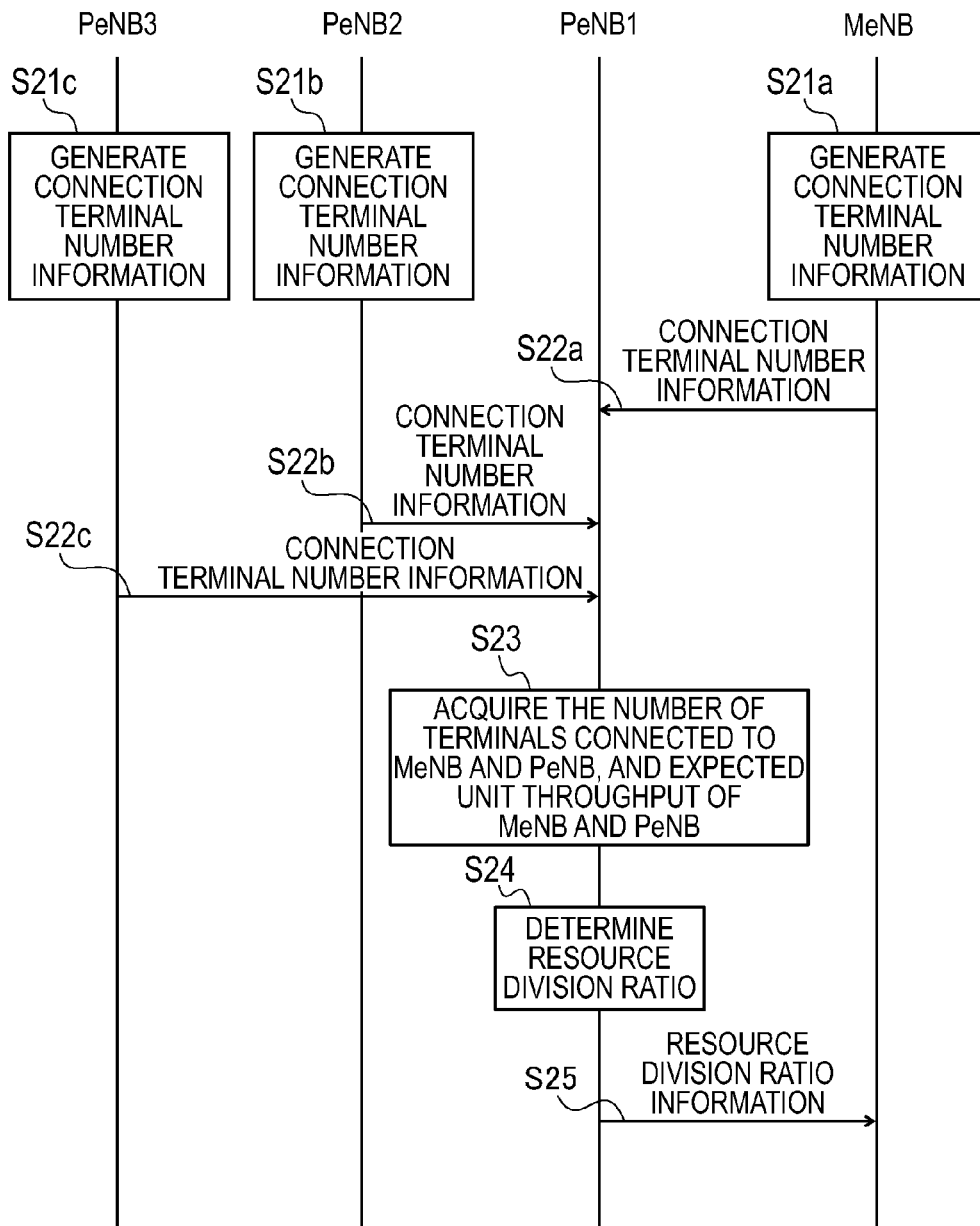 PeNB3
PeNB2
PeNB1
MeNB
S21c
S21b
S21a
GENERATE
CONNECTION
TERMINAL
NUMBER
INFORMATION
GENERATE
CONNECTION
TERMINAL
NUMBER
INFORMATION
GENERATE
CONNECTION
TERMINAL
NUMBER
INFORMATION
S22a
CONNECTION
TERMINAL NUMBER
INFORMATION
S22b
CONNECTION
TERMINAL
NUMBER
INFORMATION
S22c
CONNECTION
TERMINAL NUMBER INFORMATION
S23
ACQUIRE THE NUMBER OF
TERMINALS CONNECTED TO
MeNB AND PeNB, AND EXPECTED
UNIT THROUGHPUT OF
MeNB AND PeNB
S24
DETERMINE
RESOURCE
DIVISION RATIO
S25
RESOURCE
DIVISION RATIO
INFORMATION